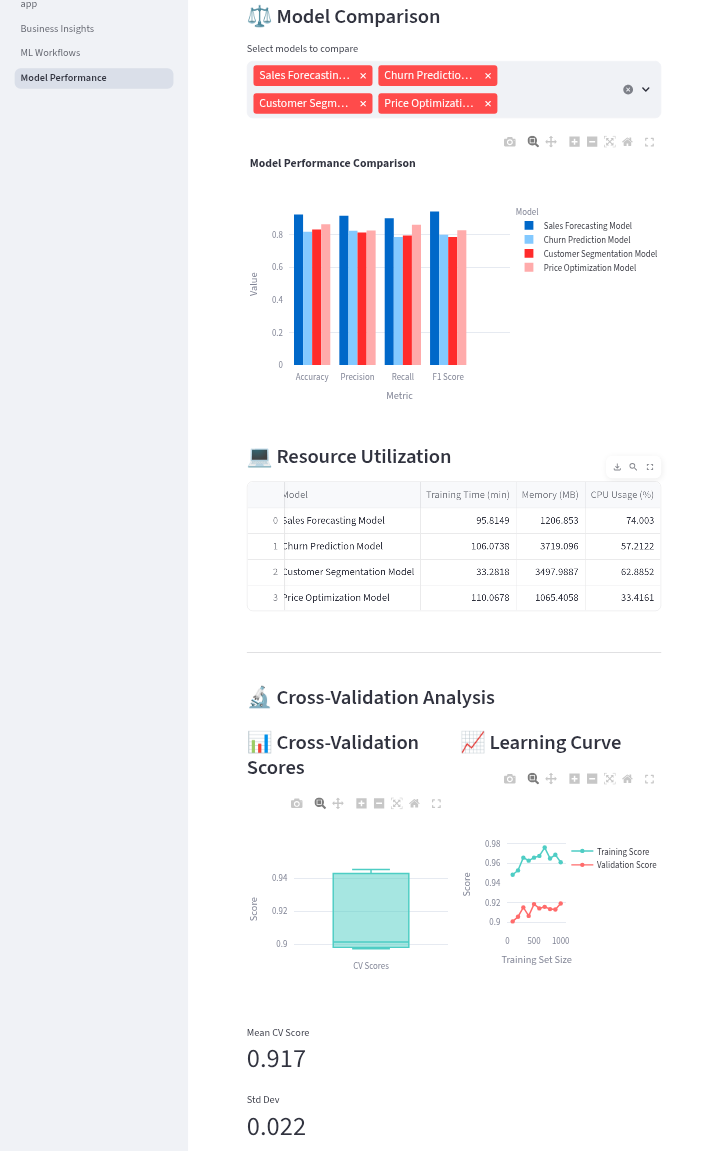 app
Business Insights
ML Workflows
Model Performance
Model Comparison
Select models to compare
Sales Forecastin...
Churn Predictio...
Customer Segm...
Price Optimizati...
Model Performance Comparison
Model
Sales Forecasting Model
Churn Prediction Model
Customer Segmentation Model
Price Optimization Model
Value
0.8
0.6
0.4
0.2
0
Accuracy Precision Recall F1 Score
Metric
Resource Utilization
Model Training Time (min) Memory (MB) CPU Usage (%)
0 Sales Forecasting Model 95.8149 1206.853 74.003
1 Churn Prediction Model 106.0738 3719.096 57.2122
2 Customer Segmentation Model 33.2818 3497.9887 62.8852
3 Price Optimization Model 110.0678 1065.4058 33.4161
Cross-Validation Analysis
Cross-Validation
Scores
Score
0.94
0.92
0.9
CV Scores
Learning Curve
Score
0.98
0.96
0.94
0.92
0.9
0 500 1000
Training Set Size
Training Score
Validation Score
Mean CV Score
0.917
Std Dev
0.022